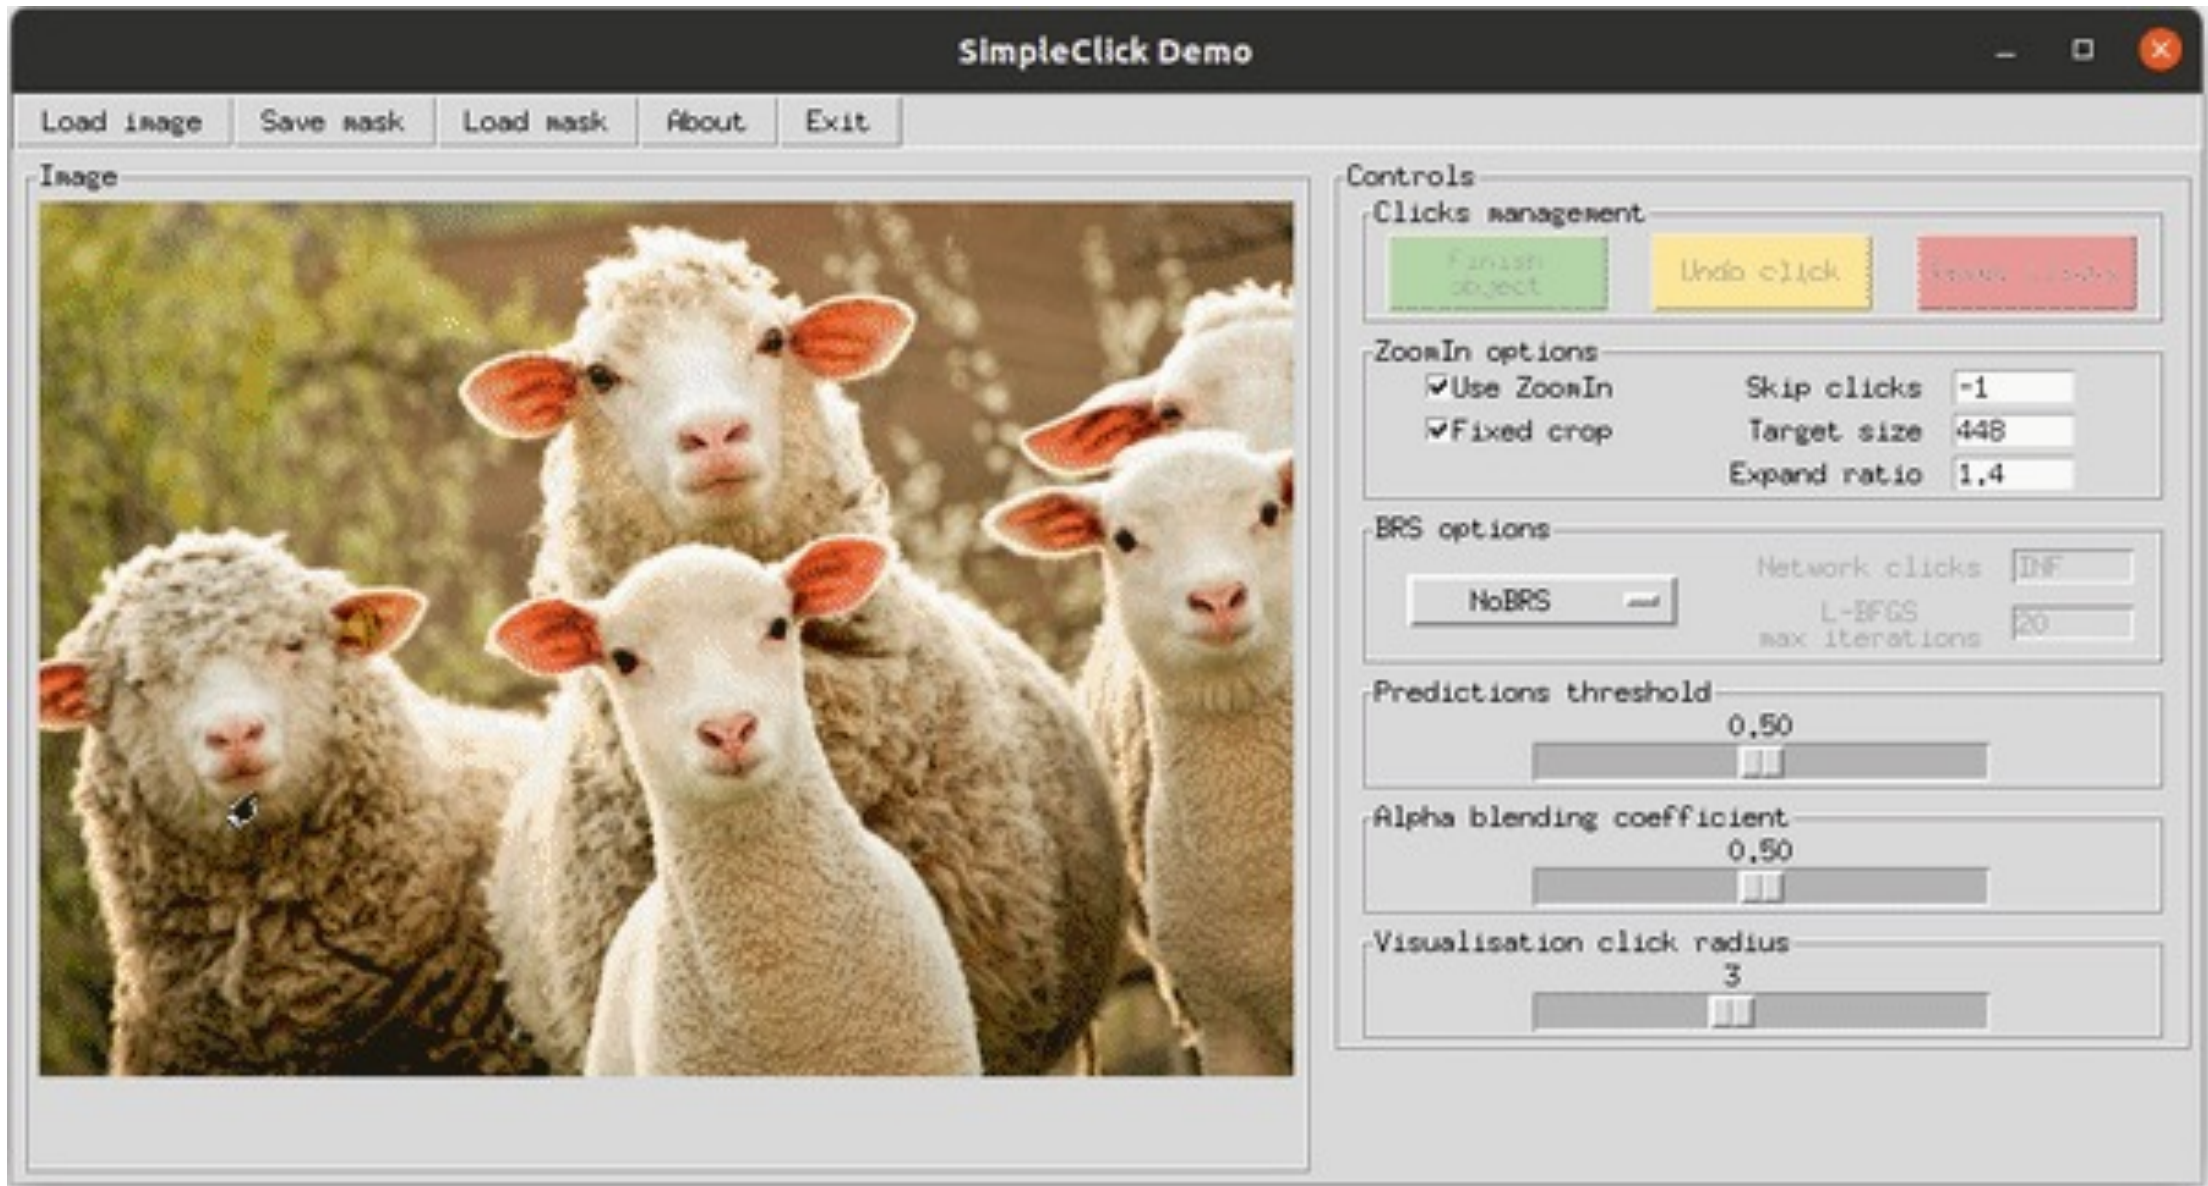 SimpleClick Demo
Load image
Save mask
Load mask
About
Exit
Image
Controls
Clicks management
Finish
object
Undo click
ZoomIn options
Use ZoomIn
Skip clicks
-1
Fixed crop
Target size
448
Expand ratio
1.4
BRS options
Network clicks
INF
NoBRS
L-BFGS
max iterations
20
Predictions threshold
0.50
Alpha blending coefficient
0.50
Visualisation click radius
3